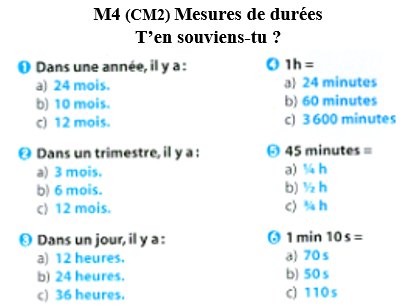 M4 (CM2) Mesures de durées
T'en souviens-tu ?
1 Dans une année, il y a :
a) 24 mois.
b) 10 mois.
c) 12 mois.
2 Dans un trimestre, il y a :
a) 3 mois.
b) 6 mois.
c) 12 mois.
3 Dans un jour, il y a :
a) 12 heures.
b) 24 heures.
c) 36 heures.
4 1h =
a) 24 minutes
b) 60 minutes
c) 3 600 minutes
5 45 minutes =
a) ¼ h
b) ½ h
c) ¾ h
6 1 min 10 s =
a) 70 s
b) 50 s
c) 110 s